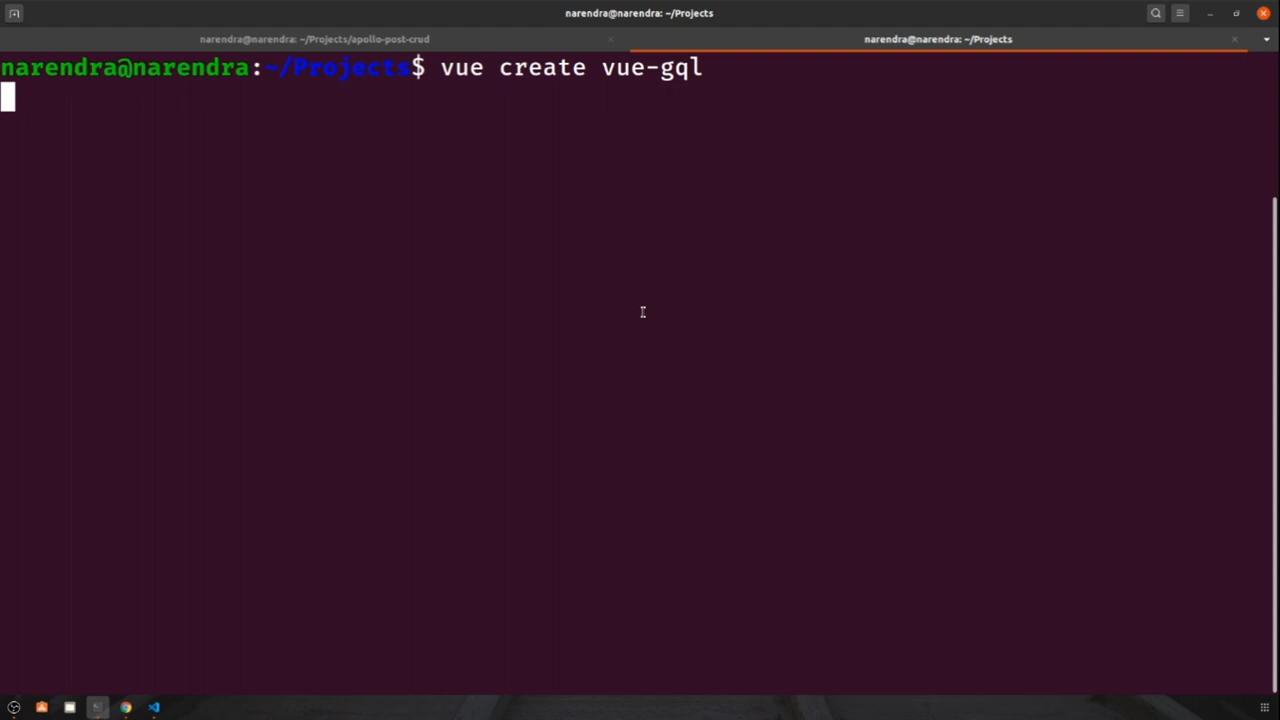 narendra@narendra: ~/Projects
narendra@narendra: ~/Projects/apollo-post-crud
narendra@narendra: ~/Projects
narendra@narendra:~/Projects$ vue create vue-gql